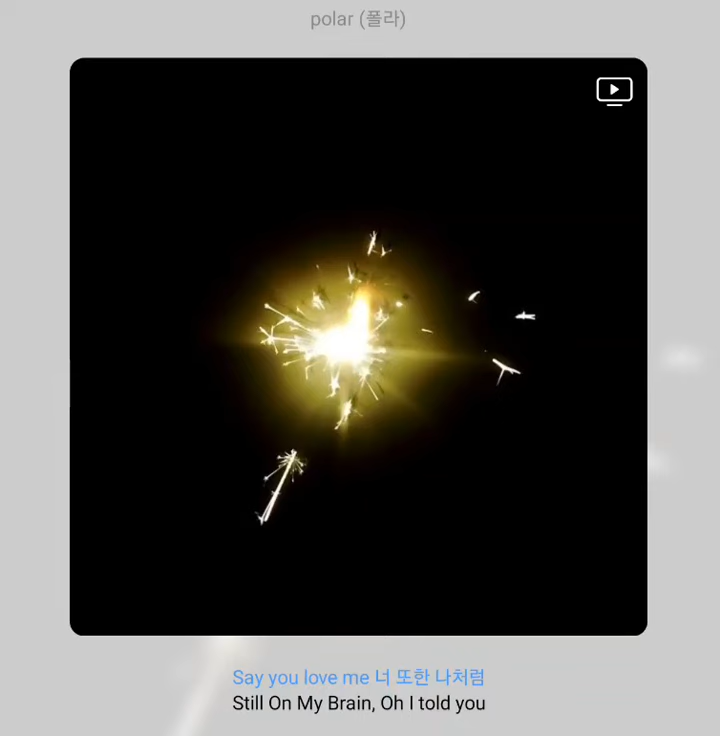 polar (폴라)
Say you love me 너 또한 나처럼
Still On My Brain, Oh I told you